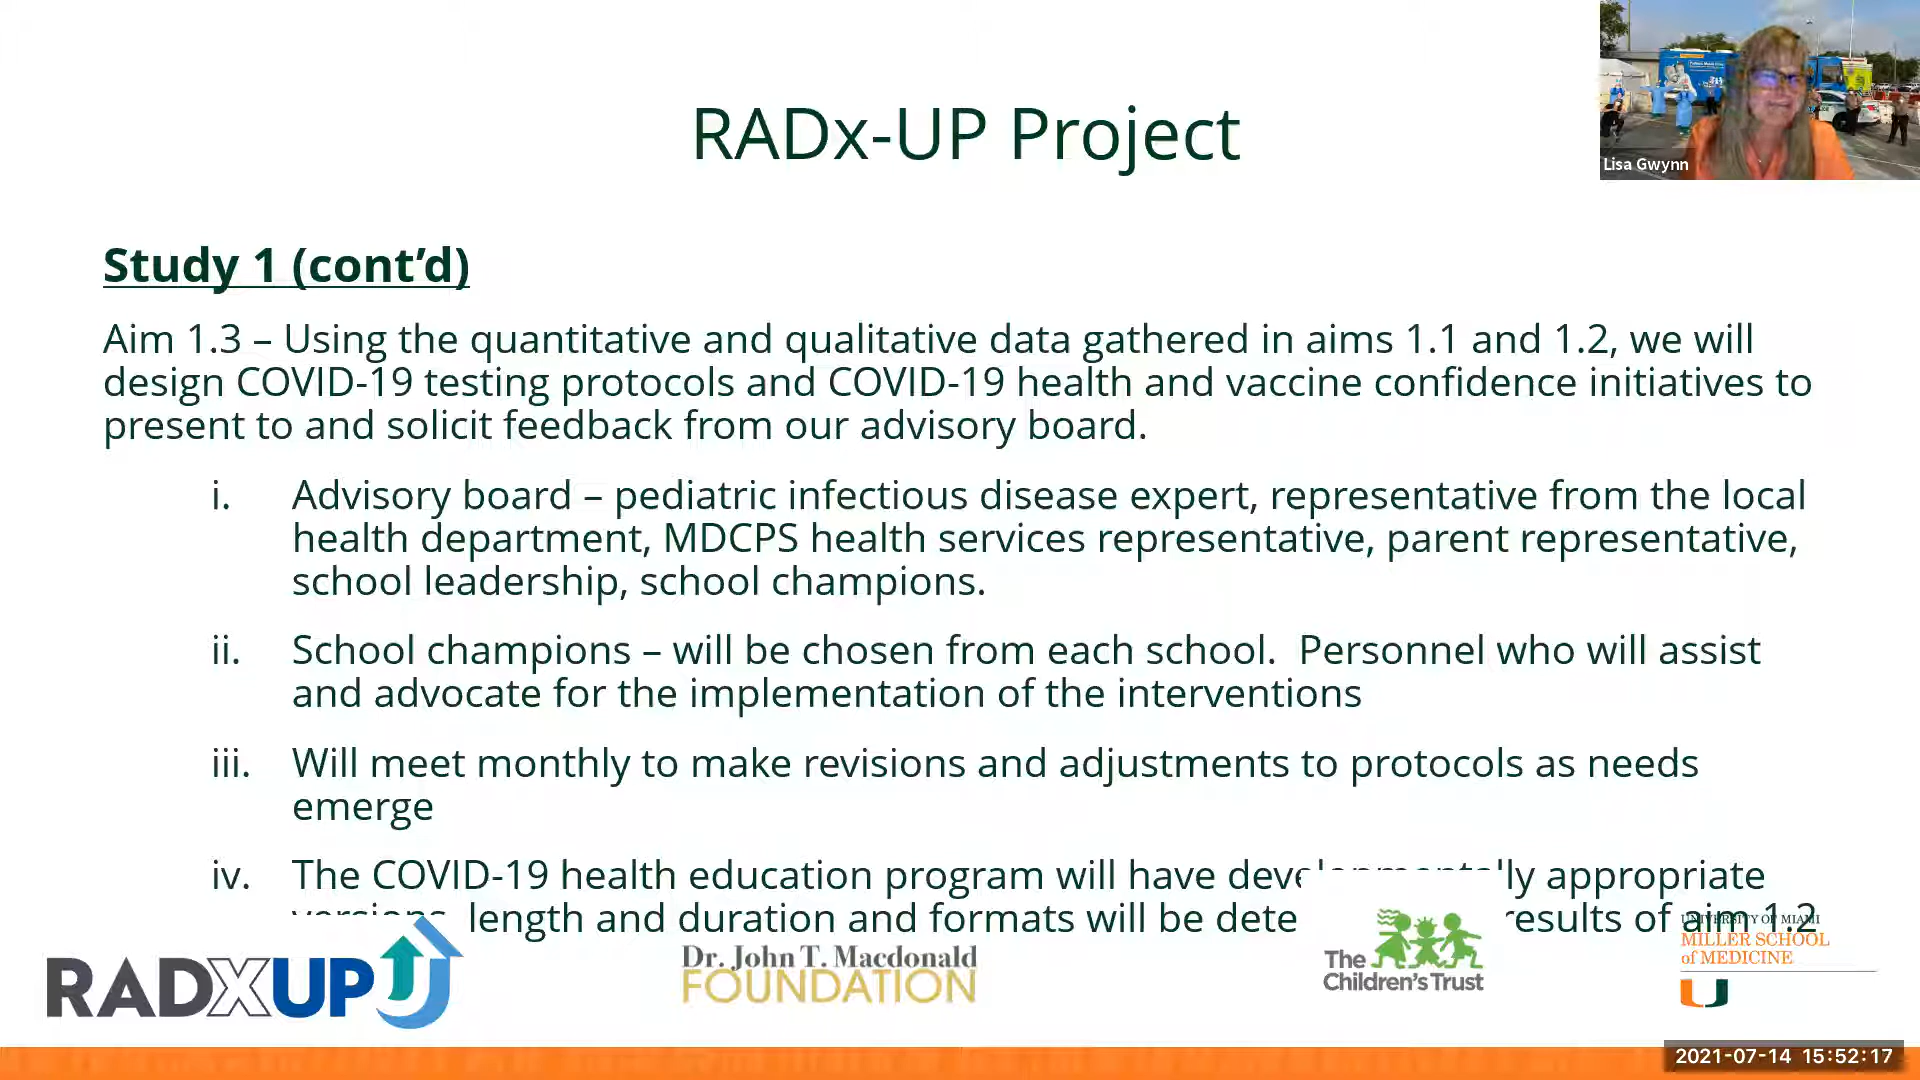 RADx-UP Project
Lisa Gwynn
Study 1 (cont’d)
Aim 1.3 – Using the quantitative and qualitative data gathered in aims 1.1 and 1.2, we will
design COVID-19 testing protocols and COVID-19 health and vaccine confidence initiatives to
present to and solicit feedback from our advisory board.
i. Advisory board – pediatric infectious disease expert, representative from the local
health department, MDCPS health services representative, parent representative,
school leadership, school champions.
ii. School champions – will be chosen from each school.  Personnel who will assist
and advocate for the implementation of the interventions
iii. Will meet monthly to make revisions and adjustments to protocols as needs
emerge
iv. The COVID-19 health education program will have developmentally appropriate
versions, length and duration and formats will be dete results of aim 1.2
RADXUP
Dr. John T. Macdonald
FOUNDATION
The
Children's Trust
UNIVERSITY OF MIAMI
MILLER SCHOOL
of MEDICINE
2021-07-14 15:52:17